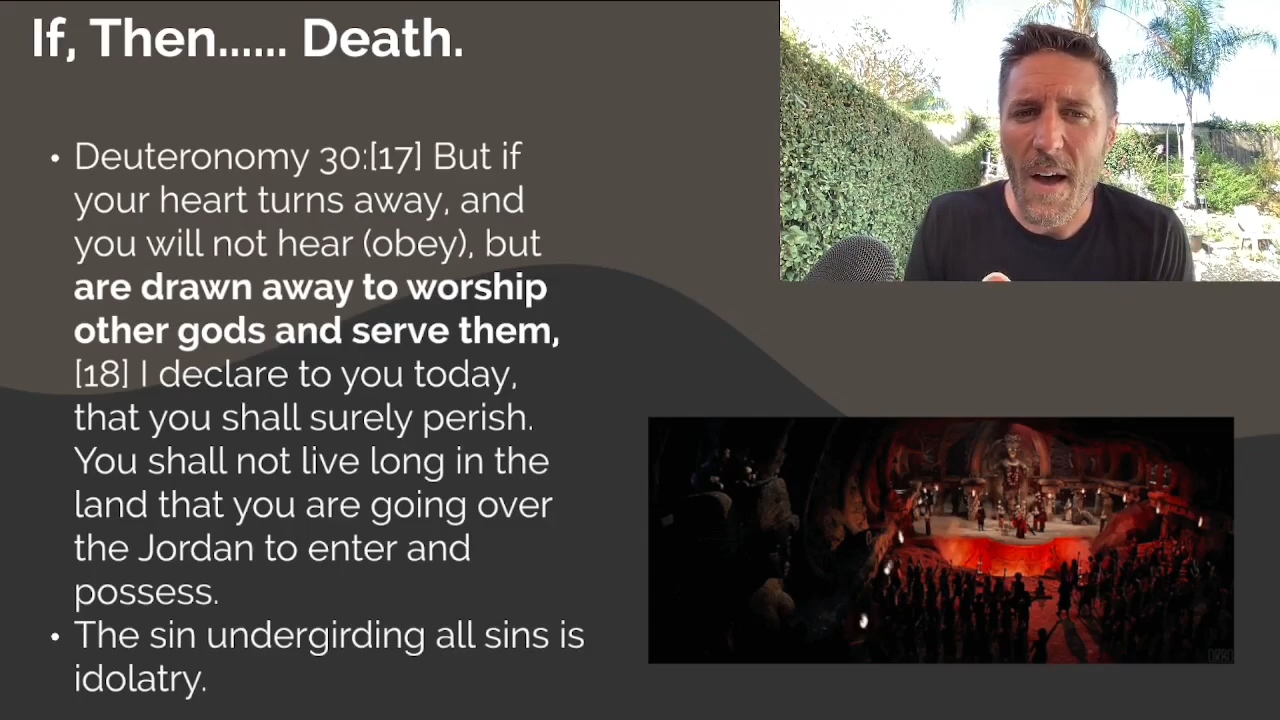 If, Then...... Death.
• Deuteronomy 30:[17] But if
your heart turns away, and
you will not hear (obey), but
are drawn away to worship
other gods and serve them,
[18] I declare to you today,
that you shall surely perish.
You shall not live long in the
land that you are going over
the Jordan to enter and
possess.
• The sin undergirding all sins is
idolatry.